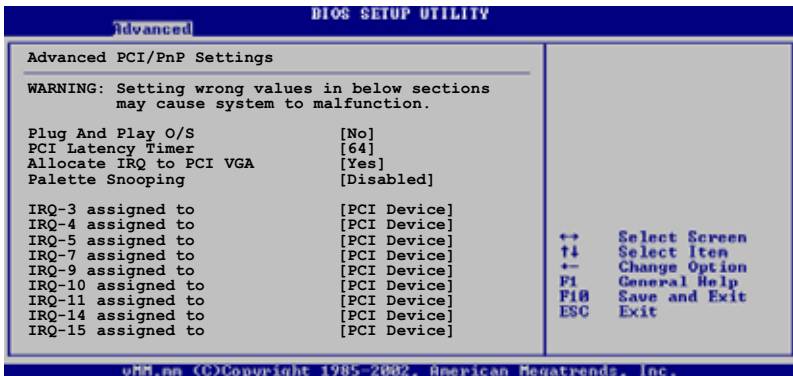 BIOS SETUP UTILITY
Advanced
Advanced PCI/PnP Settings
WARNING: Setting wrong values in below sections
may cause system to malfunction.
Plug And Play O/S [No]
PCI Latency Timer [64]
Allocate IRQ to PCI VGA [Yes]
Palette Snooping [Disabled]
IRQ-3 assigned to [PCI Device]
IRQ-4 assigned to [PCI Device]
IRQ-5 assigned to [PCI Device]
IRQ-7 assigned to [PCI Device]
IRQ-9 assigned to [PCI Device]
IRQ-10 assigned to [PCI Device]
IRQ-11 assigned to [PCI Device]
IRQ-14 assigned to [PCI Device]
IRQ-15 assigned to [PCI Device]
↔ Select Screen
↑↓ Select Item
+- Change Option
F1 General Help
F10 Save and Exit
ESC Exit
vMM.mm (C)Copyright 1985-2002, American Megatrends, Inc.